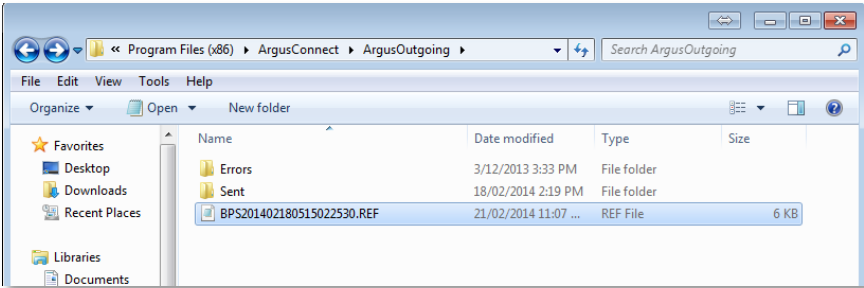 « Program Files (x86) ▸ ArgusConnect ▸ ArgusOutgoing ▸ Search ArgusOutgoing
File Edit View Tools Help
Organize Open New folder
Favorites
Desktop
Downloads
Recent Places
Libraries
Documents
Name Date modified Type Size
Errors 3/12/2013 3:33 PM File folder
Sent 18/02/2014 2:19 PM File folder
BPS201402180515022530.REF 21/02/2014 11:07 ... REF File 6 KB